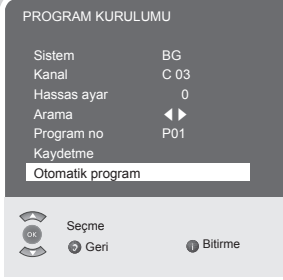 PROGRAM KURULUMU
Sistem BG
Kanal C 03
Hassas ayar 0
Arama
Program no P01
Kaydetme
Otomatik program
OK
Seçme
Geri
Bitirme